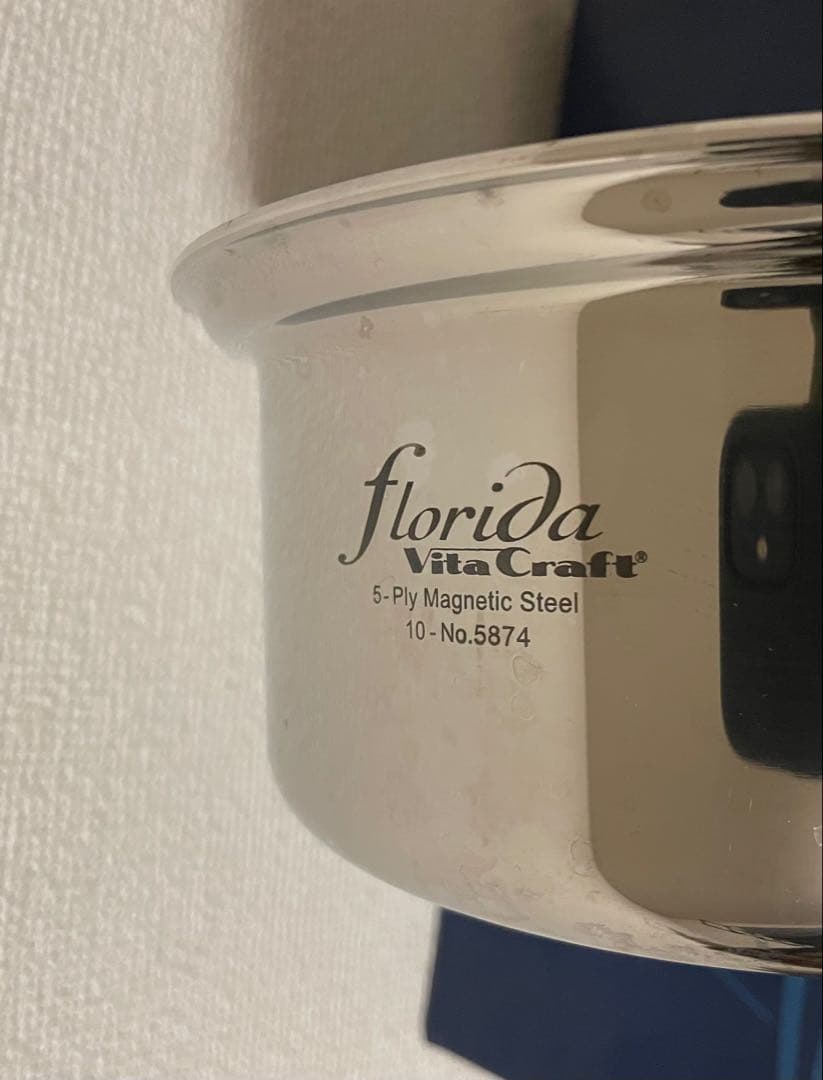 florida
VitaCraft®
5-Ply Magnetic Steel
10-No.5874